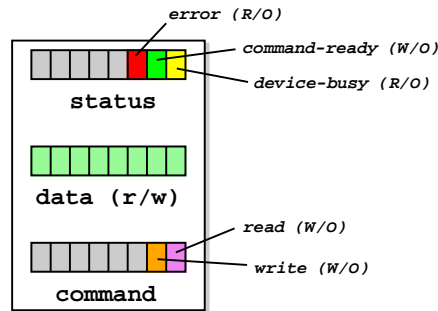 error (R/O)
command-ready (W/O)
device-busy (R/O)
status
data (r/w)
read (W/O)
write (W/O)
command